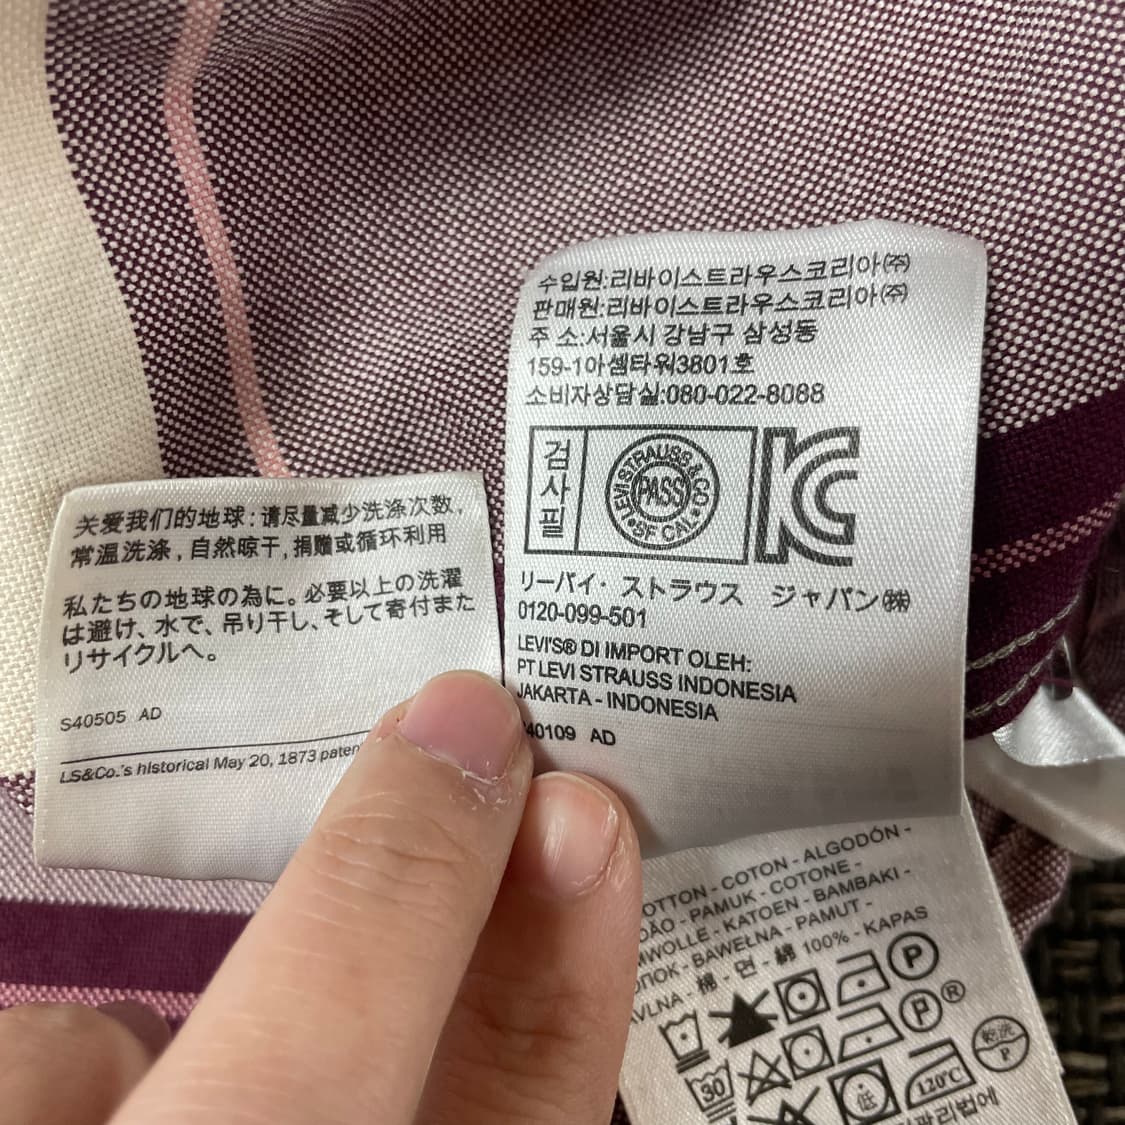 关爱我们的地球:请尽量减少洗涤次数,
常温洗涤,自然晾干,捐赠或循环利用
私たちの地球の為に。必要以上の洗濯
は避け、水で、吊り干し、そして寄付また
リサイクルへ。
S40505 AD
LS&Co.'s historical May 20, 1873
수입원:리바이스트라우스코리아㈜
판매원:리바이스트라우스코리아㈜
주 소:서울시 강남구 삼성동
159-1아셈타워3801호
소비자상담실:080-022-8088
검사필
LEVI STRAUSS & CO
PASS
SF CAL.
KC
リーバイ・ストラウス ジャパン㈱
0120-099-501
LEVI'S® DI IMPORT OLEH:
PT LEVI STRAUSS INDONESIA
JAKARTA - INDONESIA
40109 AD
COTTON - COTON - ALGODÓN -
PAMUK - COTONE -
KATOEN - BAMBAKI -
BAWEŁNA - PAMUT -
棉 - 면 - 綿 100% - KAPAS
P
P®
30
低
120℃
乾洗
P